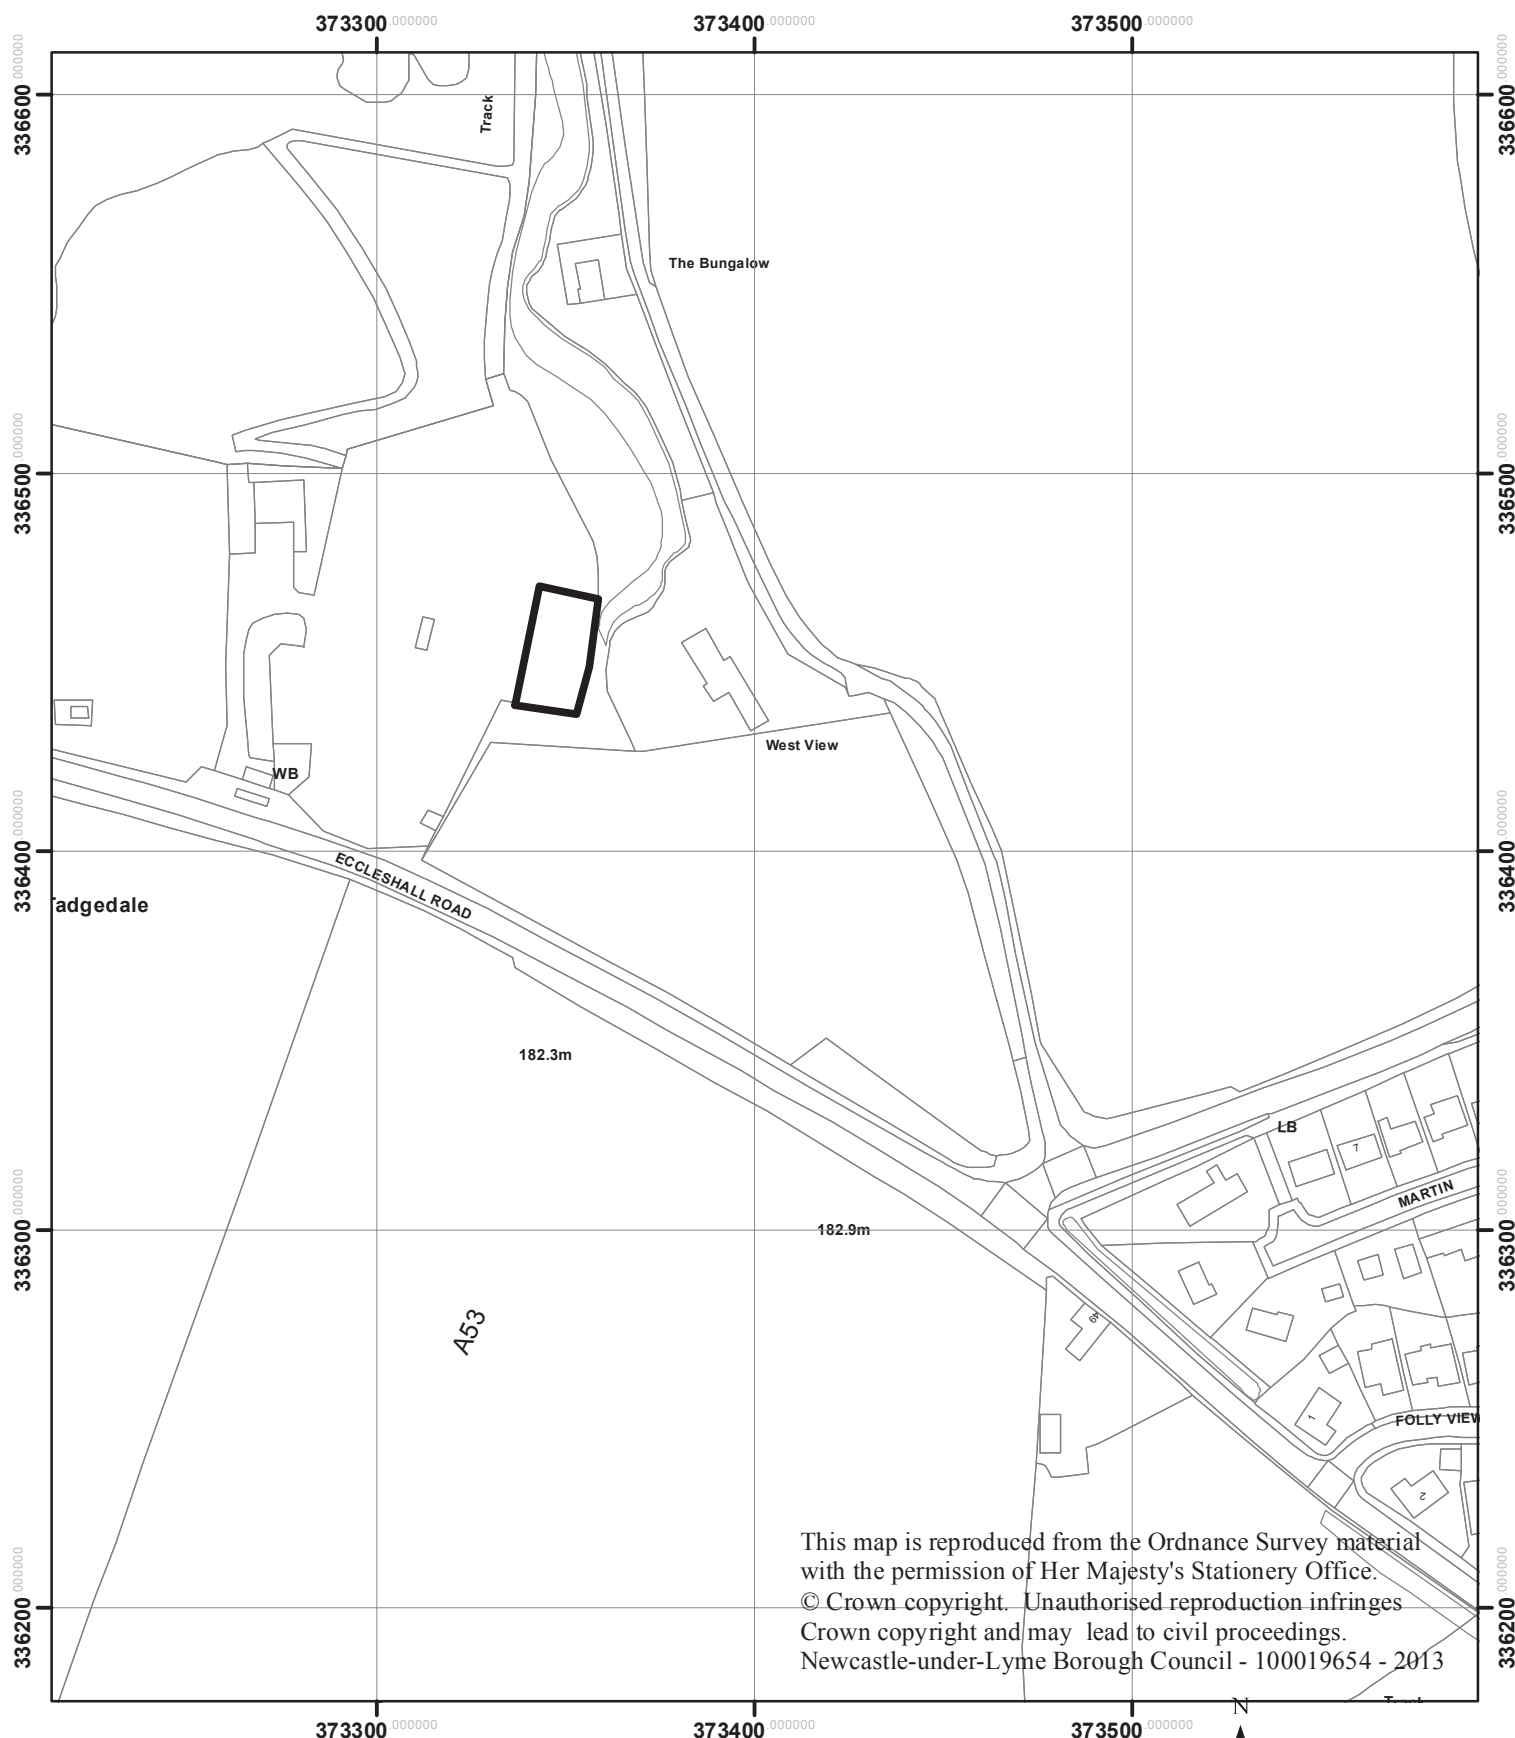 373300.000000 373400.000000 373500.000000
336600.000000
336600.000000
Track
The Bungalow
336500.000000
336500.000000
West View
WB
336400.000000
336400.000000
ECCLESHALL ROAD
adgedale
182.3m
LB
7
MARTIN
182.9m
336300.000000
336300.000000
A53
49
1
FOLLY VIEW
2
This map is reproduced from the Ordnance Survey material
with the permission of Her Majesty's Stationery Office.
© Crown copyright. Unauthorised reproduction infringes
Crown copyright and may lead to civil proceedings.
Newcastle-under-Lyme Borough Council - 100019654 - 2013
336200.000000
336200.000000
N
373300.000000 373400.000000 373500.000000